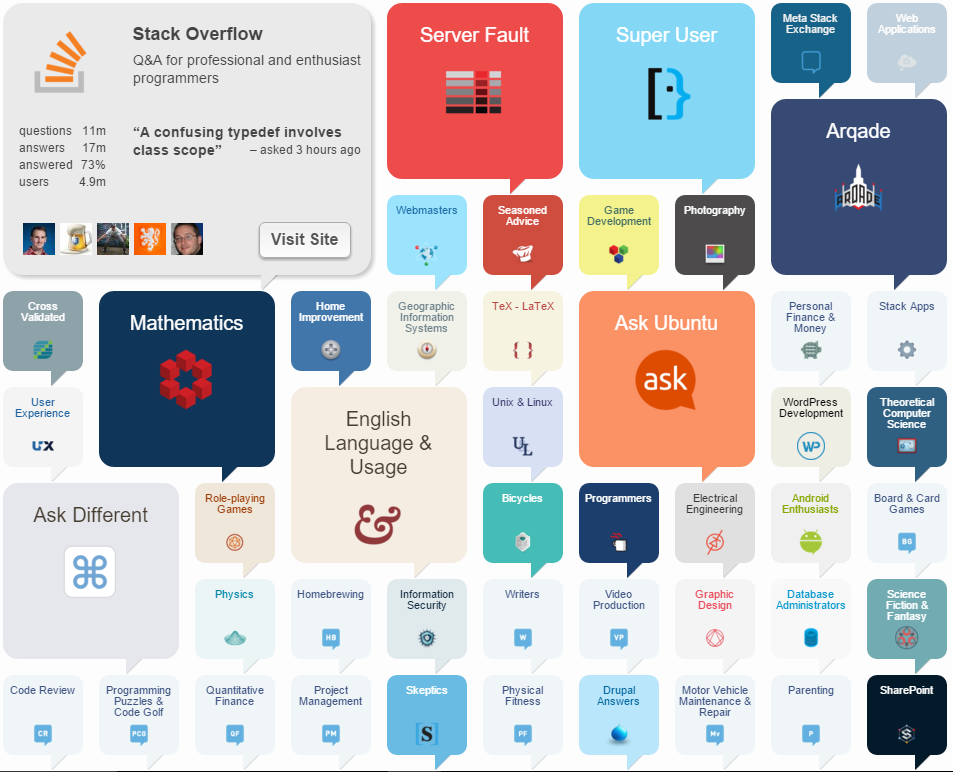 Stack Overflow
Q&A for professional and enthusiast
programmers
questions 11m
answers 17m
answered 73%
users 4.9m
“A confusing typedef involves
class scope” – asked 3 hours ago
Visit Site
Server Fault
Super User
Meta Stack
Exchange
Web
Applications
Arqade
ARQADE
Webmasters
Seasoned
Advice
Game
Development
Photography
Cross
Validated
Mathematics
Home
Improvement
Geographic
Information
Systems
TeX - LaTeX
{ }
Ask Ubuntu
ask
Personal
Finance &
Money
Stack Apps
User
Experience
UX
English
Language &
Usage
&
Unix & Linux
UL
WordPress
Development
WP
Theoretical
Computer
Science
Ask Different
⌘
Role-playing
Games
Bicycles
Programmers
Electrical
Engineering
Android
Enthusiasts
Board & Card
Games
BG
Physics
Homebrewing
HB
Information
Security
Writers
W
Video
Production
VP
Graphic
Design
Database
Administrators
Science
Fiction &
Fantasy
Code Review
CR
Programming
Puzzles &
Code Golf
PCG
Quantitative
Finance
QF
Project
Management
PM
Skeptics
[S]
Physical
Fitness
PF
Drupal
Answers
Motor Vehicle
Maintenance &
Repair
Mv
Parenting
P
SharePoint
S